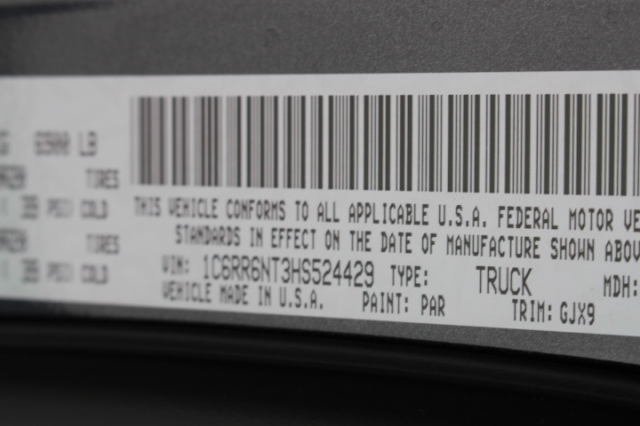 G 6900 LB
TIRES
39 PSI COLD
TIRES
39 PSI COLD
THIS VEHICLE CONFORMS TO ALL APPLICABLE U.S.A. FEDERAL MOTOR VE
STANDARDS IN EFFECT ON THE DATE OF MANUFACTURE SHOWN ABOV
VIN: 1C6RR6NT3HS524429 TYPE: TRUCK MDH:
VEHICLE MADE IN U.S.A. PAINT: PAR TRIM: GJX9